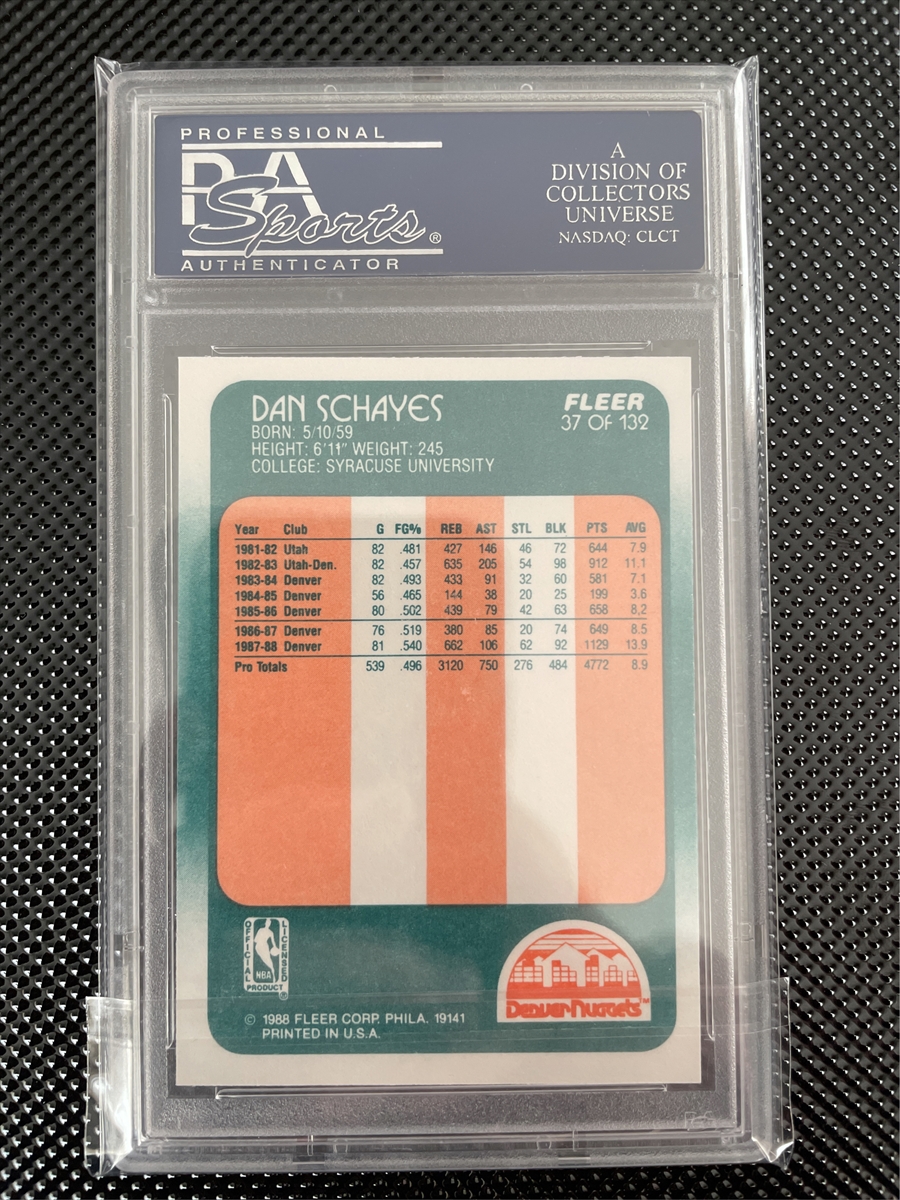 PROFESSIONAL
PSA
Sports®
AUTHENTICATOR
A
DIVISION OF
COLLECTORS
UNIVERSE
NASDAQ: CLCT
DAN SCHAYES
BORN: 5/10/59
HEIGHT: 6'11" WEIGHT: 245
COLLEGE: SYRACUSE UNIVERSITY
FLEER
37 OF 132
Year Club G FG% REB AST STL BLK PTS AVG
1981-82 Utah 82 .481 427 146 46 72 644 7.9
1982-83 Utah-Den. 82 .457 635 205 54 98 912 11.1
1983-84 Denver 82 .493 433 91 32 60 581 7.1
1984-85 Denver 56 .465 144 38 20 25 199 3.6
1985-86 Denver 80 .502 439 79 42 63 658 8.2
1986-87 Denver 76 .519 380 85 20 74 649 8.5
1987-88 Denver 81 .540 662 106 62 92 1129 13.9
Pro Totals 539 .496 3120 750 276 484 4772 8.9
OFFICIAL
LICENSED
NBA
PRODUCT®
Denver Nuggets™
© 1988 FLEER CORP. PHILA. 19141
PRINTED IN U.S.A.